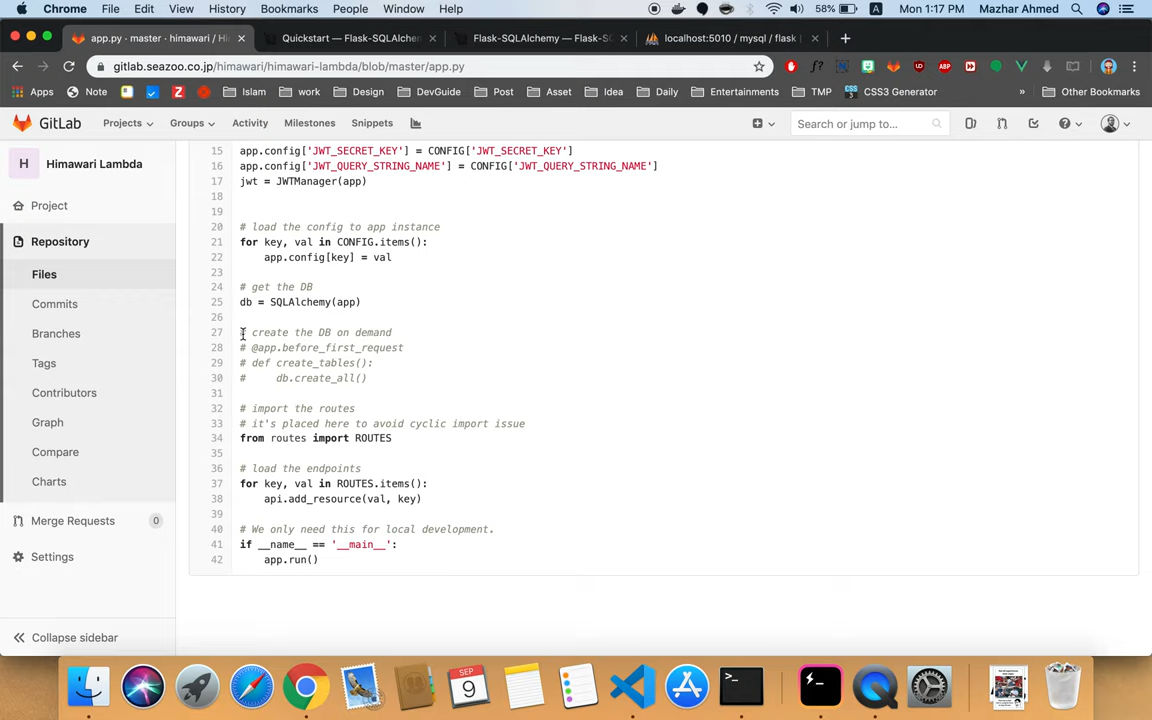 Chrome File Edit View History Bookmarks People Window Help 58% A Mon 1:17 PM Mazhar Ahmed
app.py · master · himawari / Hi
Quickstart — Flask-SQLAlchem
Flask-SQLAlchemy — Flask-SC
localhost:5010 / mysql / flask
gitlab.seazoo.co.jp/himawari/himawari-lambda/blob/master/app.py
Apps Note Islam work Design DevGuide Post Asset Idea Daily Entertainments TMP CSS3 Generator » Other Bookmarks
GitLab Projects Groups Activity Milestones Snippets Search or jump to...
H Himawari Lambda
Project
Repository
Files
Commits
Branches
Tags
Contributors
Graph
Compare
Charts
Merge Requests 0
Settings
Collapse sidebar
15 app.config['JWT_SECRET_KEY'] = CONFIG['JWT_SECRET_KEY']
16 app.config['JWT_QUERY_STRING_NAME'] = CONFIG['JWT_QUERY_STRING_NAME']
17 jwt = JWTManager(app)
18
19
20 # load the config to app instance
21 for key, val in CONFIG.items():
22 app.config[key] = val
23
24 # get the DB
25 db = SQLAlchemy(app)
26
27 # create the DB on demand
28 # @app.before_first_request
29 # def create_tables():
30 # db.create_all()
31
32 # import the routes
33 # it's placed here to avoid cyclic import issue
34 from routes import ROUTES
35
36 # load the endpoints
37 for key, val in ROUTES.items():
38 api.add_resource(val, key)
39
40 # We only need this for local development.
41 if __name__ == '__main__':
42 app.run()
SEP
9